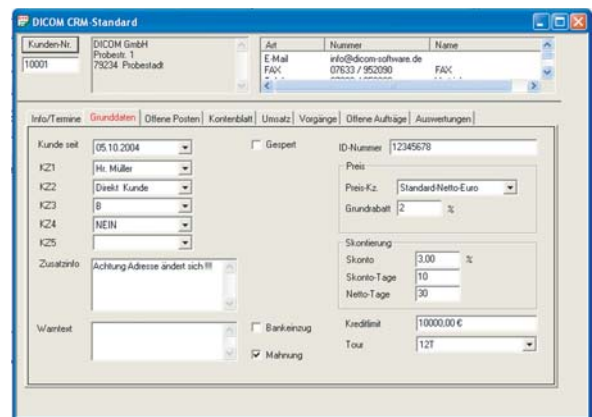 DICOM CRM-Standard
Kunden-Nr.
10001
DICOM GmbH
Probestr. 1
79234 Probestadt
Art Nummer Name
E-Mail info@dicom-software.de
FAX 07633 / 952090 FAX
Info/Termine Grunddaten Offene Posten Kontenblatt Umsatz Vorgänge Offene Aufträge Auswertungen
Kunde seit 05.10.2004 Gespert ID-Nummer 12345678
KZ1 Hr. Müller Preis
KZ2 Direkt Kunde Preis-Kz. Standard-Netto-Euro
KZ3 B Grundrabatt 2 %
KZ4 NEIN
KZ5 Skontierung
Zusatzinfo Achtung Adresse ändert sich !!! Skonto 3,00 %
Skonto-Tage 10
Netto-Tage 30
Warntext Bankeinzug Kreditlimit 10000,00 €
Mahnung Tour 12T